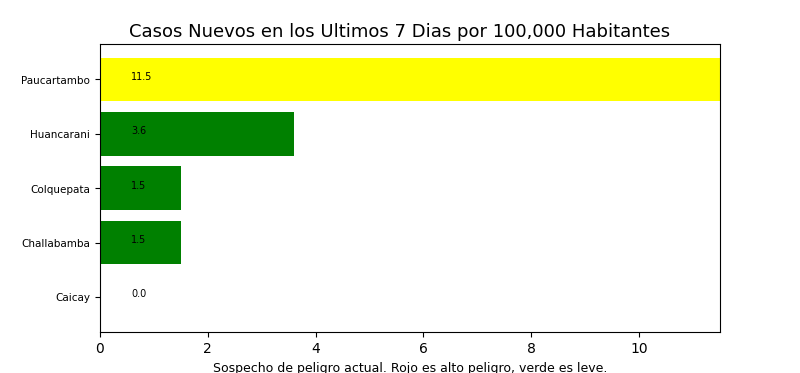 Casos Nuevos en los Ultimos 7 Dias por 100,000 Habitantes
Paucartambo 11.5
Huancarani 3.6
Colquepata 1.5
Challabamba 1.5
Caicay 0.0
0 2 4 6 8 10
Sospecho de peligro actual. Rojo es alto peligro, verde es leve.